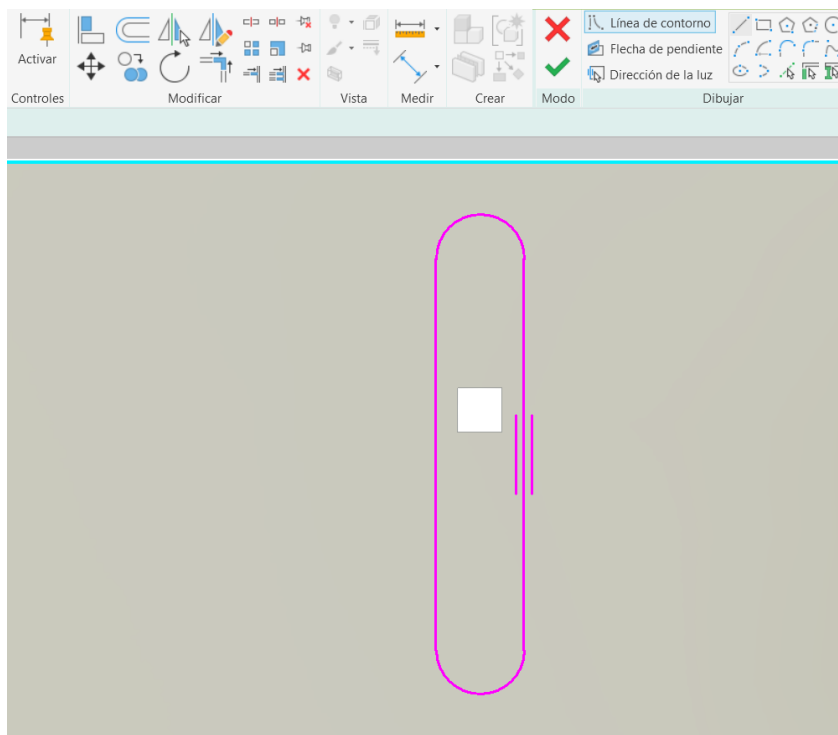 Línea de contorno
Activar
Flecha de pendiente
Dirección de la luz
Controles
Modificar
Vista
Medir
Crear
Modo
Dibujar